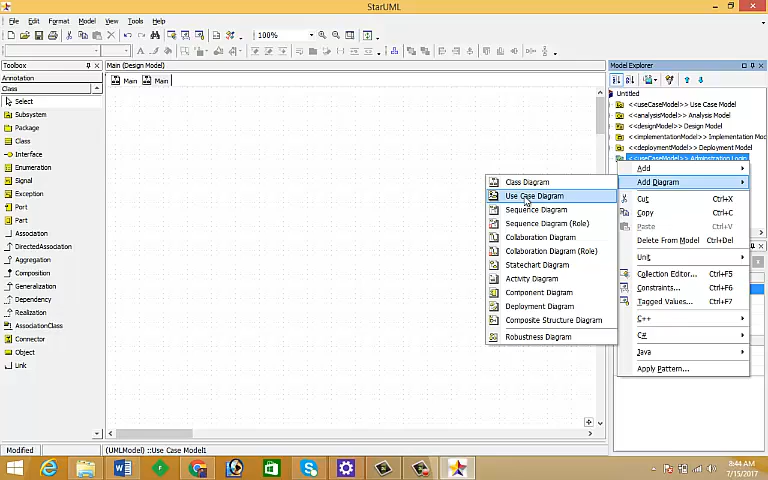 StarUML
File Edit Format Model View Tools Help
100%
Toolbox
Annotation
Class
Select
Subsystem
Package
Class
Interface
Enumeration
Signal
Exception
Port
Part
Association
DirectedAssociation
Aggregation
Composition
Generalization
Dependency
Realization
AssociationClass
Connector
Object
Link
Main (Design Model)
Main Main
Class Diagram
Use Case Diagram
Sequence Diagram
Sequence Diagram (Role)
Collaboration Diagram
Collaboration Diagram (Role)
Statechart Diagram
Activity Diagram
Component Diagram
Deployment Diagram
Composite Structure Diagram
Robustness Diagram
Model Explorer
Untitled
<<useCaseModel>> Use Case Model
<<analysisModel>> Analysis Model
<<designModel>> Design Model
<<implementationModel>> Implementation Mode
<<deploymentModel>> Deployment Model
<<useCaseModel>> Adminstration Login
Add
Add Diagram
Cut Ctrl+X
Copy Ctrl+C
Paste Ctrl+V
Delete From Model Ctrl+Del
Unit
Collection Editor... Ctrl+F5
Constraints... Ctrl+F6
Tagged Values... Ctrl+F7
C++
C#
Java
Apply Pattern...
Modified (UMLModel) ::Use Case Model1
8:44 AM
7/15/2017